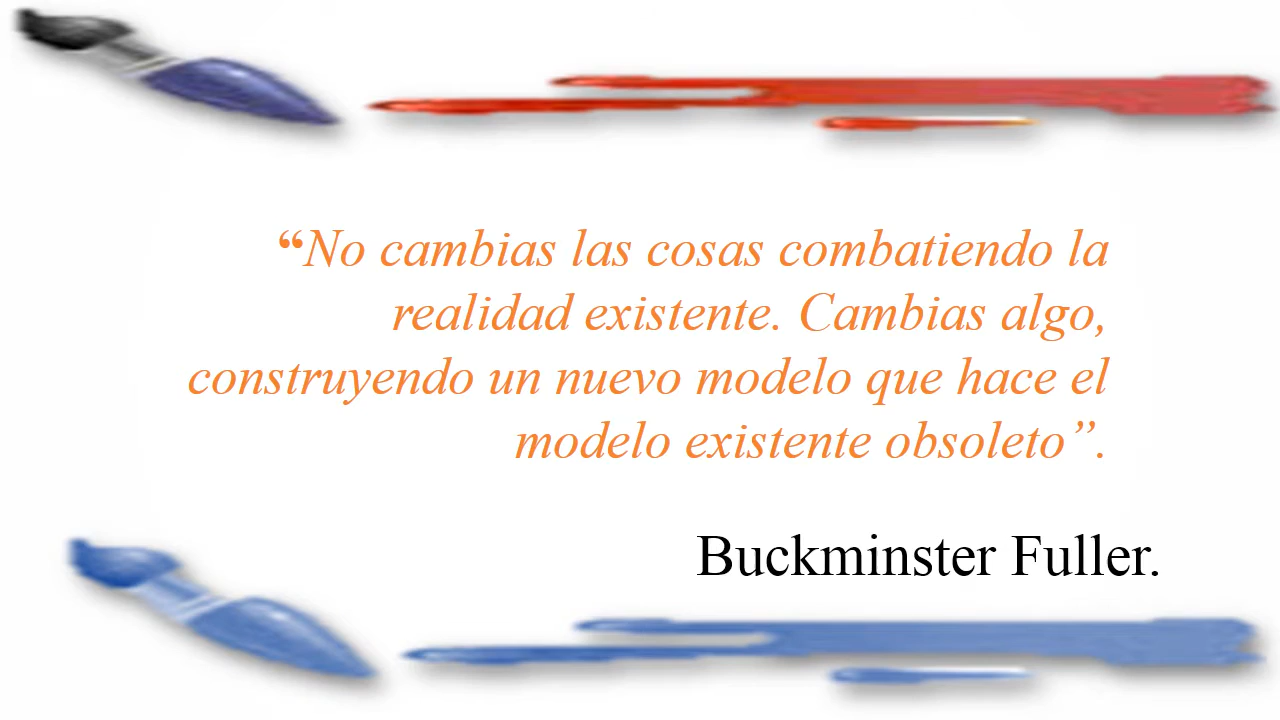 “No cambias las cosas combatiendo la
realidad existente. Cambias algo,
construyendo un nuevo modelo que hace el
modelo existente obsoleto”.
Buckminster Fuller.